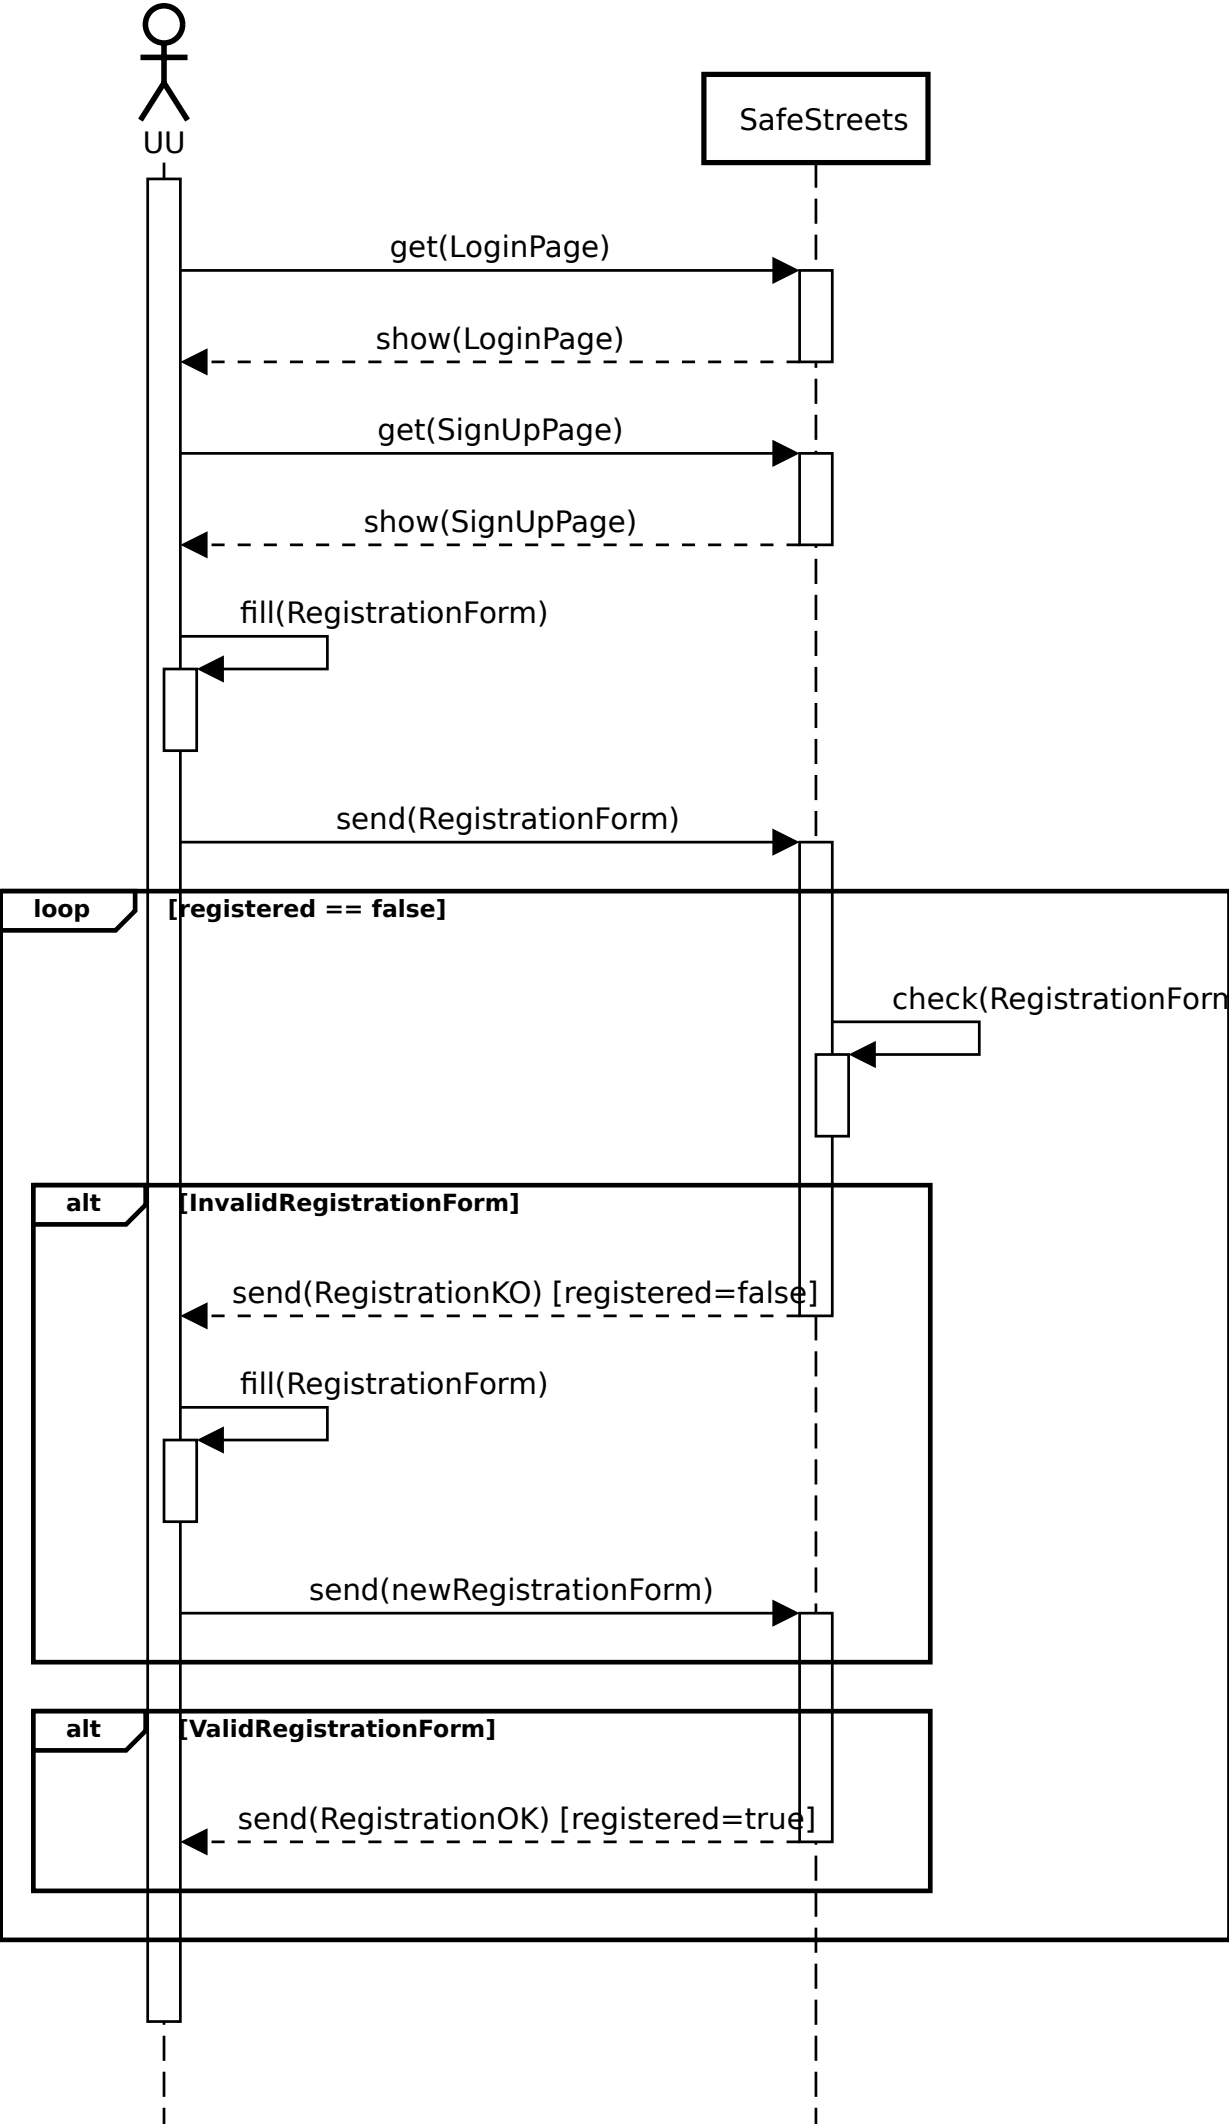 UU
SafeStreets
get(LoginPage)
show(LoginPage)
get(SignUpPage)
show(SignUpPage)
fill(RegistrationForm)
send(RegistrationForm)
loop [registered == false]
check(RegistrationForm
alt [InvalidRegistrationForm]
send(RegistrationKO) [registered=false]
fill(RegistrationForm)
send(newRegistrationForm)
alt [ValidRegistrationForm]
send(RegistrationOK) [registered=true]